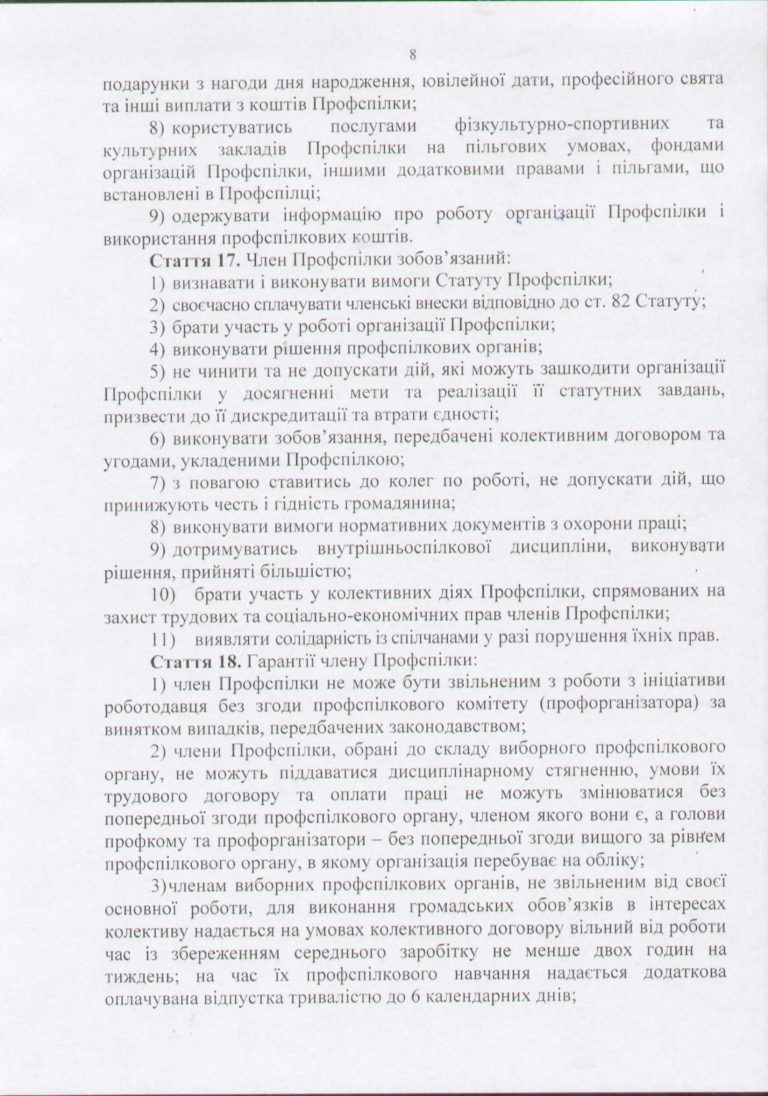 8
подарунки з нагоди дня народження, ювілейної дати, професійного свята
та інші виплати з коштів Профспілки;
8) користуватись послугами фізкультурно-спортивних та
культурних закладів Профспілки на пільгових умовах, фондами
організацій Профспілки, іншими додатковими правами і пільгами, що
встановлені в Профспілці;
9) одержувати інформацію про роботу організації Профспілки і
використання профспілкових коштів.
Стаття 17. Член Профспілки зобов’язаний:
1) визнавати і виконувати вимоги Статуту Профспілки;
2) своєчасно сплачувати членські внески відповідно до ст. 82 Статуту;
3) брати участь у роботі організації Профспілки;
4) виконувати рішення профспілкових органів;
5) не чинити та не допускати дій, які можуть зашкодити організації
Профспілки у досягненні мети та реалізації її статутних завдань,
призвести до її дискредитації та втрати єдності;
6) виконувати зобов’язання, передбачені колективним договором та
угодами, укладеними Профспілкою;
7) з повагою ставитись до колег по роботі, не допускати дій, що
принижують честь і гідність громадянина;
8) виконувати вимоги нормативних документів з охорони праці;
9) дотримуватись внутрішньоспілкової дисципліни, виконувати
рішення, прийняті більшістю;
10) брати участь у колективних діях Профспілки, спрямованих на
захист трудових та соціально-економічних прав членів Профспілки;
11) виявляти солідарність із спілчанами у разі порушення їхніх прав.
Стаття 18. Гарантії члену Профспілки:
1) член Профспілки не може бути звільненим з роботи з ініціативи
роботодавця без згоди профспілкового комітету (профорганізатора) за
винятком випадків, передбачених законодавством;
2) члени Профспілки, обрані до складу виборного профспілкового
органу, не можуть піддаватися дисциплінарному стягненню, умови їх
трудового договору та оплати праці не можуть змінюватися без
попередньої згоди профспілкового органу, членом якого вони є, а голови
профкому та профорганізатори – без попередньої згоди вищого за рівнем
профспілкового органу, в якому організація перебуває на обліку;
3)членам виборних профспілкових органів, не звільненим від своєї
основної роботи, для виконання громадських обов’язків в інтересах
колективу надається на умовах колективного договору вільний від роботи
час із збереженням середнього заробітку не менше двох годин на
тиждень; на час їх профспілкового навчання надається додаткова
оплачувана відпустка тривалістю до 6 календарних днів;